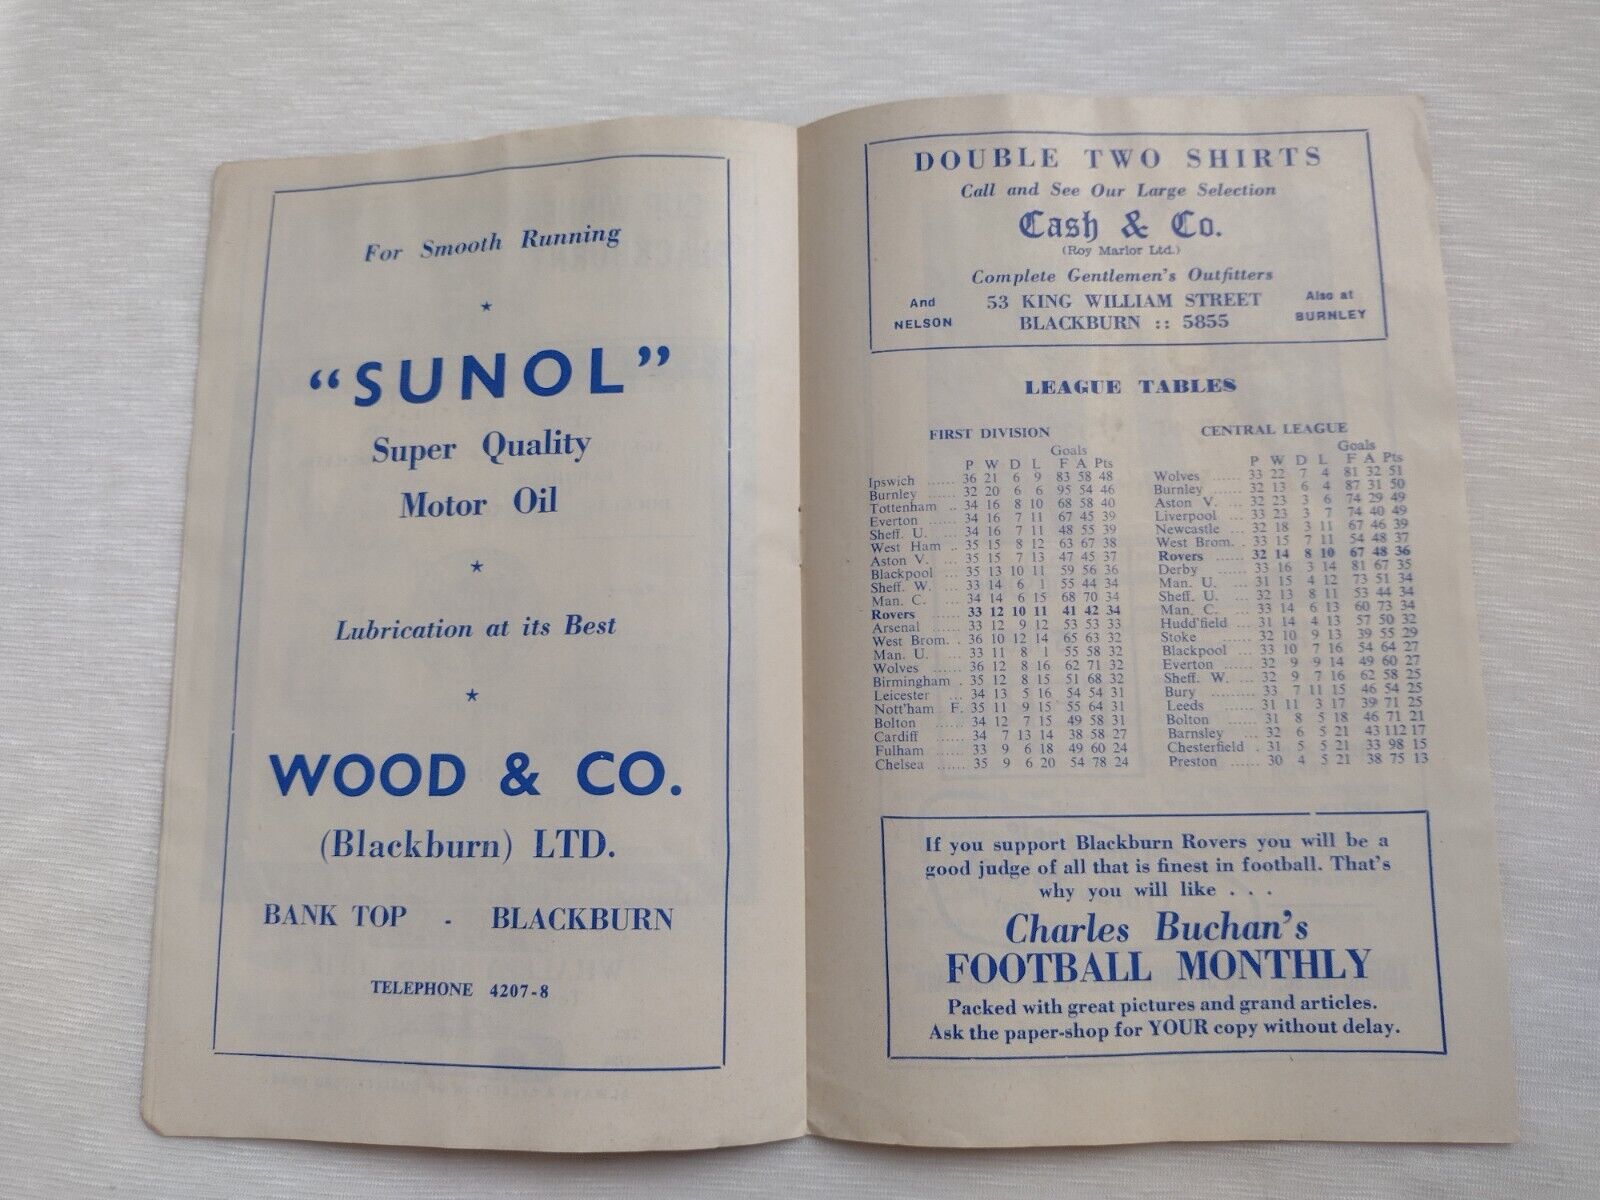 For Smooth Running
★
"SUNOL"
Super Quality
Motor Oil
★
Lubrication at its Best
★
WOOD & CO.
(Blackburn) LTD.
BANK TOP - BLACKBURN
TELEPHONE 4207-8
DOUBLE TWO SHIRTS
Call and See Our Large Selection
Cash & Co.
(Roy Marlor Ltd.)
Complete Gentlemen's Outfitters
And NELSON
53 KING WILLIAM STREET
BLACKBURN :: 5855
Also at BURNLEY
LEAGUE TABLES
FIRST DIVISION
Goals
P W D L F A Pts
Ipswich ...... 36 21 6 9 83 58 48
Burnley ...... 32 20 6 6 95 54 46
Tottenham .. 34 16 8 10 68 58 40
Everton ...... 34 16 7 11 67 45 39
Sheff. U. ... 34 16 7 11 48 55 39
West Ham .. 35 15 8 12 63 67 38
Aston V. ... 35 15 7 13 47 45 37
Blackpool ... 35 13 10 11 59 56 36
Sheff. W. ... 33 14 6 1 55 44 34
Man. C. ... 34 14 6 15 68 70 34
Rovers ...... 33 12 10 11 41 42 34
Arsenal ...... 33 12 9 12 53 53 33
West Brom. . 36 10 12 14 65 63 32
Man. U. ... 33 11 8 1 55 58 32
Wolves ...... 36 12 8 16 62 71 32
Birmingham . 35 12 8 15 51 68 32
Leicester ... 34 13 5 16 54 54 31
Nott'ham F. 35 11 9 15 55 64 31
Bolton ...... 34 12 7 15 49 58 31
Cardiff ...... 34 7 13 14 38 58 27
Fulham ...... 33 9 6 18 49 60 24
Chelsea ...... 35 9 6 20 54 78 24
CENTRAL LEAGUE
Goals
P W D L F A Pts
Wolves ...... 33 22 7 4 81 32 51
Burnley ...... 32 13 6 4 87 31 50
Aston V. ... 32 23 3 6 74 29 49
Liverpool ... 33 23 3 7 74 40 49
Newcastle ... 32 18 3 11 67 46 39
West Brom. . 33 15 7 11 54 48 37
Rovers ...... 32 14 8 10 67 48 36
Derby ...... 33 16 3 14 81 67 35
Man. U. ... 31 15 4 12 73 51 34
Sheff. U. ... 32 13 8 11 53 44 34
Man. C. ... 33 14 6 13 60 73 34
Hudd'field ... 31 14 4 13 57 50 32
Stoke ...... 32 10 9 13 39 55 29
Blackpool ... 33 10 7 16 54 64 27
Everton ...... 32 9 9 14 49 60 27
Sheff. W. ... 32 9 7 16 62 58 25
Bury ......... 33 7 11 15 46 54 25
Leeds ...... 31 11 3 17 39 71 25
Bolton ...... 31 8 5 18 46 71 21
Barnsley ... 32 6 5 21 43 112 17
Chesterfield . 31 5 5 21 33 98 15
Preston ...... 30 4 5 21 38 75 13
If you support Blackburn Rovers you will be a
good judge of all that is finest in football. That's
why you will like . . .
Charles Buchan's
FOOTBALL MONTHLY
Packed with great pictures and grand articles.
Ask the paper-shop for YOUR copy without delay.